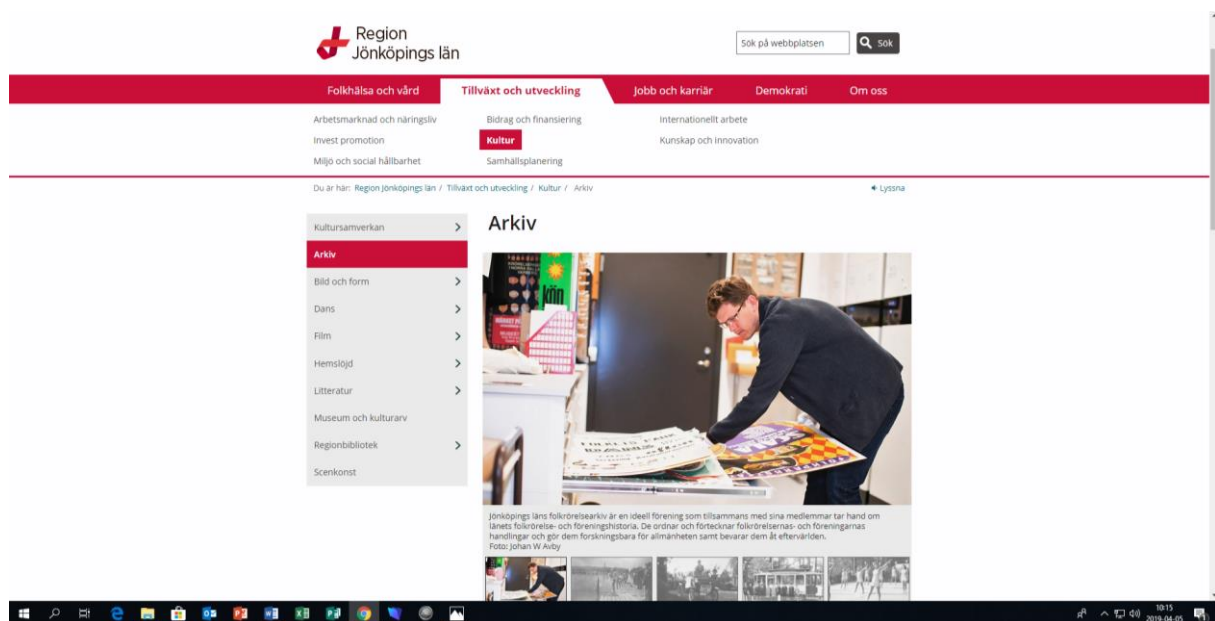 Region
Jönköpings län
Sök på webbplatsen
Sök
Folkhälsa och vård
Tillväxt och utveckling
Jobb och karriär
Demokrati
Om oss
Arbetsmarknad och näringsliv
Bidrag och finansiering
Internationellt arbete
Invest promotion
Kultur
Kunskap och innovation
Miljö och social hållbarhet
Samhällsplanering
Du är här: Region Jönköpings län / Tillväxt och utveckling / Kultur / Arkiv
Lyssna
Kultursamverkan
Arkiv
Bild och form
Dans
Film
Hemslöjd
Litteratur
Museum och kulturarv
Regionbibliotek
Scenkonst
Arkiv
kön
Jönköpings läns folkrörelsearkiv är en ideell förening som tillsammans med sina medlemmar tar hand om
länets folkrörelse- och föreningshistoria. De ordnar och förtecknar folkrörelsernas- och föreningarnas
handlingar och gör dem forskningsbara för allmänheten samt bevarar dem åt eftervärlden.
Foto: Johan W Avby
10:15
2019-04-05